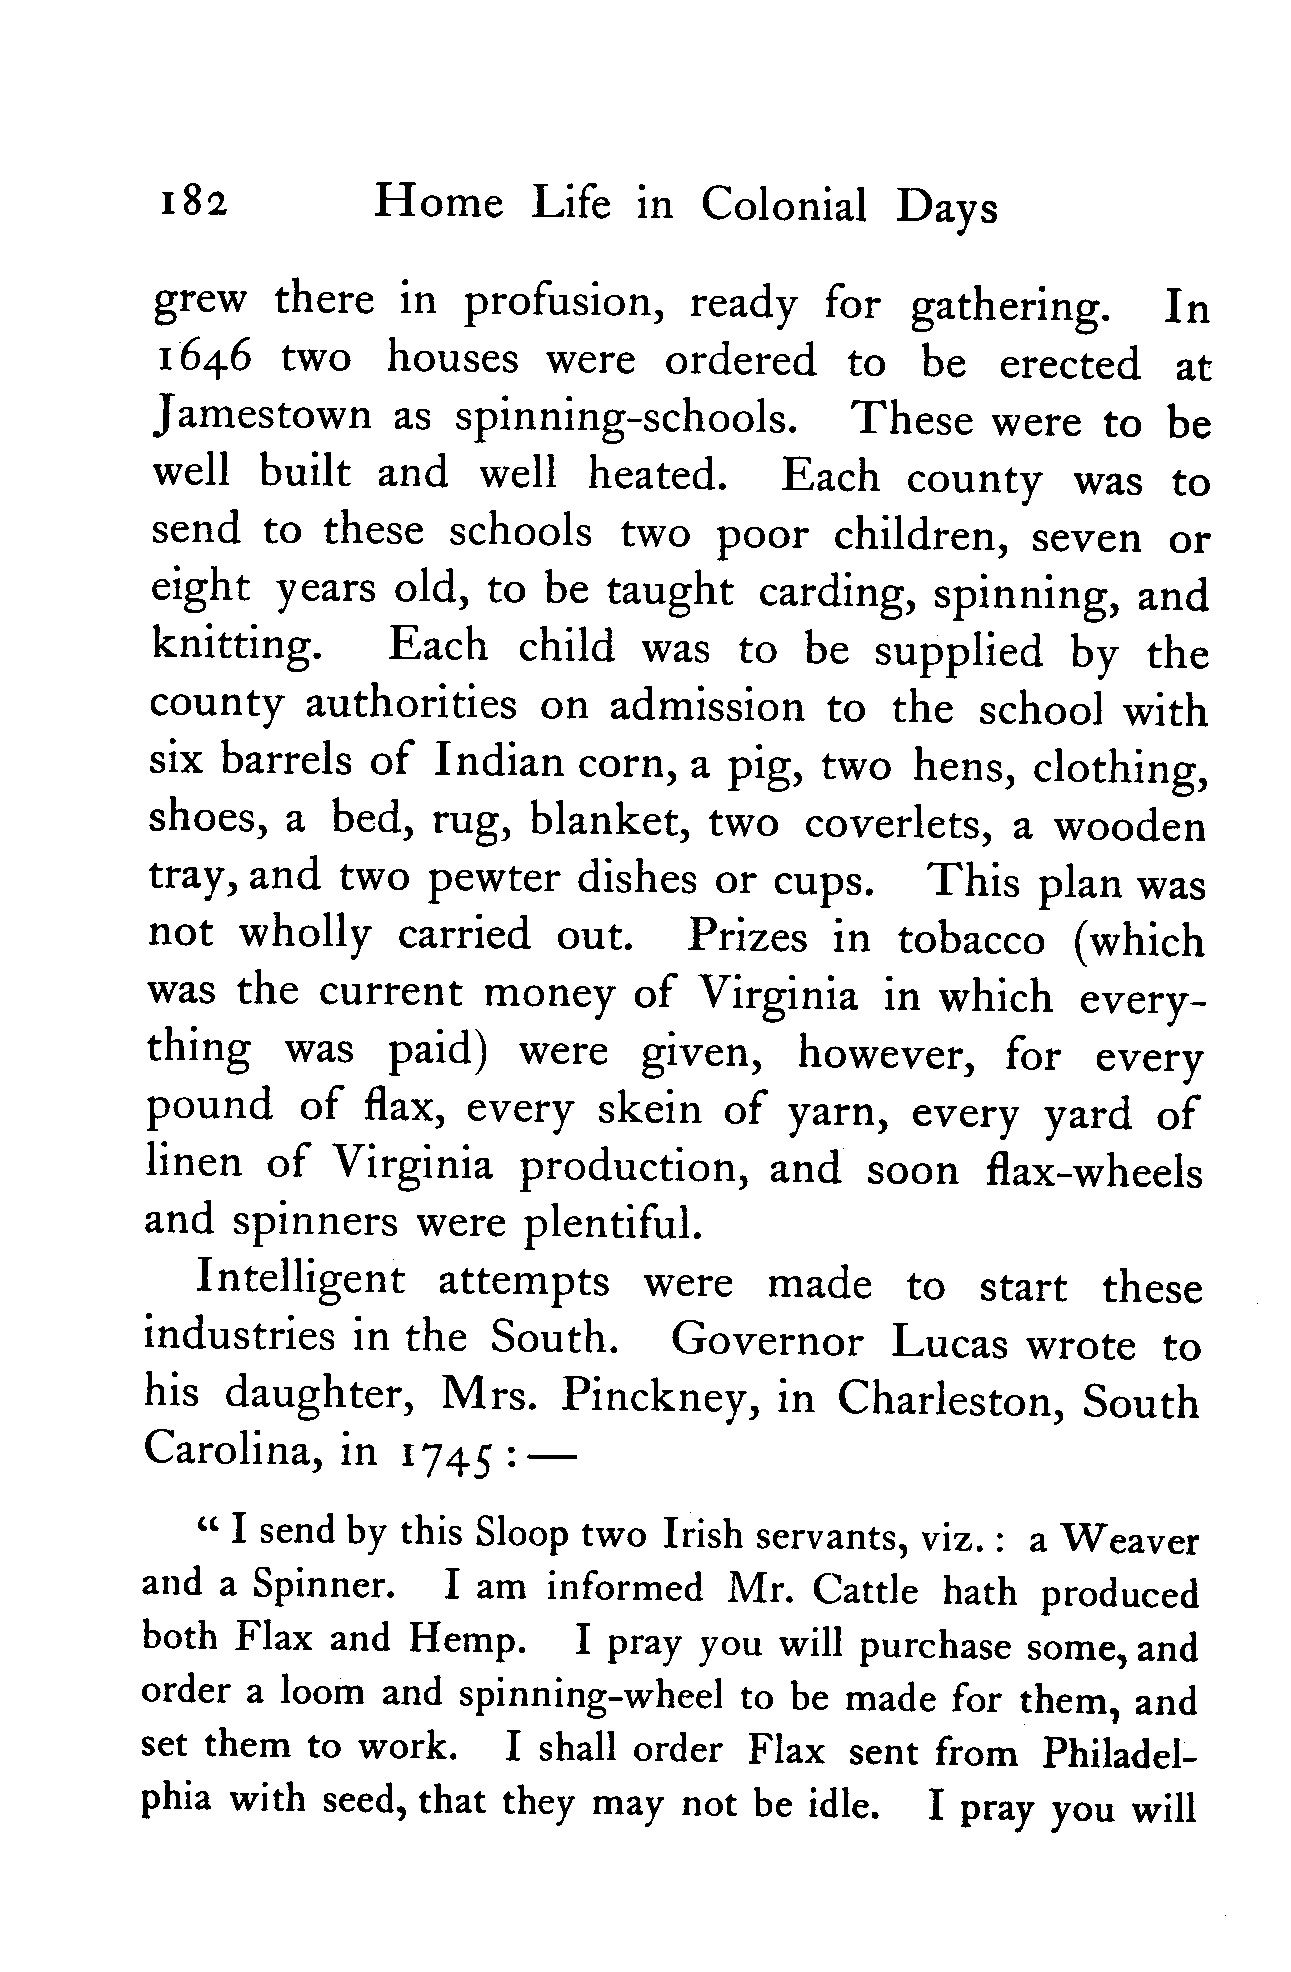 182 Home Life in Colonial Days
grew there in profusion, ready for gathering. In
1646 two houses were ordered to be erected at
Jamestown as spinning-schools. These were to be
well built and well heated. Each county was to
send to these schools two poor children, seven or
eight years old, to be taught carding, spinning, and
knitting. Each child was to be supplied by the
county authorities on admission to the school with
six barrels of Indian corn, a pig, two hens, clothing,
shoes, a bed, rug, blanket, two coverlets, a wooden
tray, and two pewter dishes or cups. This plan was
not wholly carried out. Prizes in tobacco (which
was the current money of Virginia in which every-
thing was paid) were given, however, for every
pound of flax, every skein of yarn, every yard of
linen of Virginia production, and soon flax-wheels
and spinners were plentiful.
Intelligent attempts were made to start these
industries in the South. Governor Lucas wrote to
his daughter, Mrs. Pinckney, in Charleston, South
Carolina, in 1745 : —
“ I send by this Sloop two Irish servants, viz. : a Weaver
and a Spinner. I am informed Mr. Cattle hath produced
both Flax and Hemp. I pray you will purchase some, and
order a loom and spinning-wheel to be made for them, and
set them to work. I shall order Flax sent from Philadel-
phia with seed, that they may not be idle. I pray you will